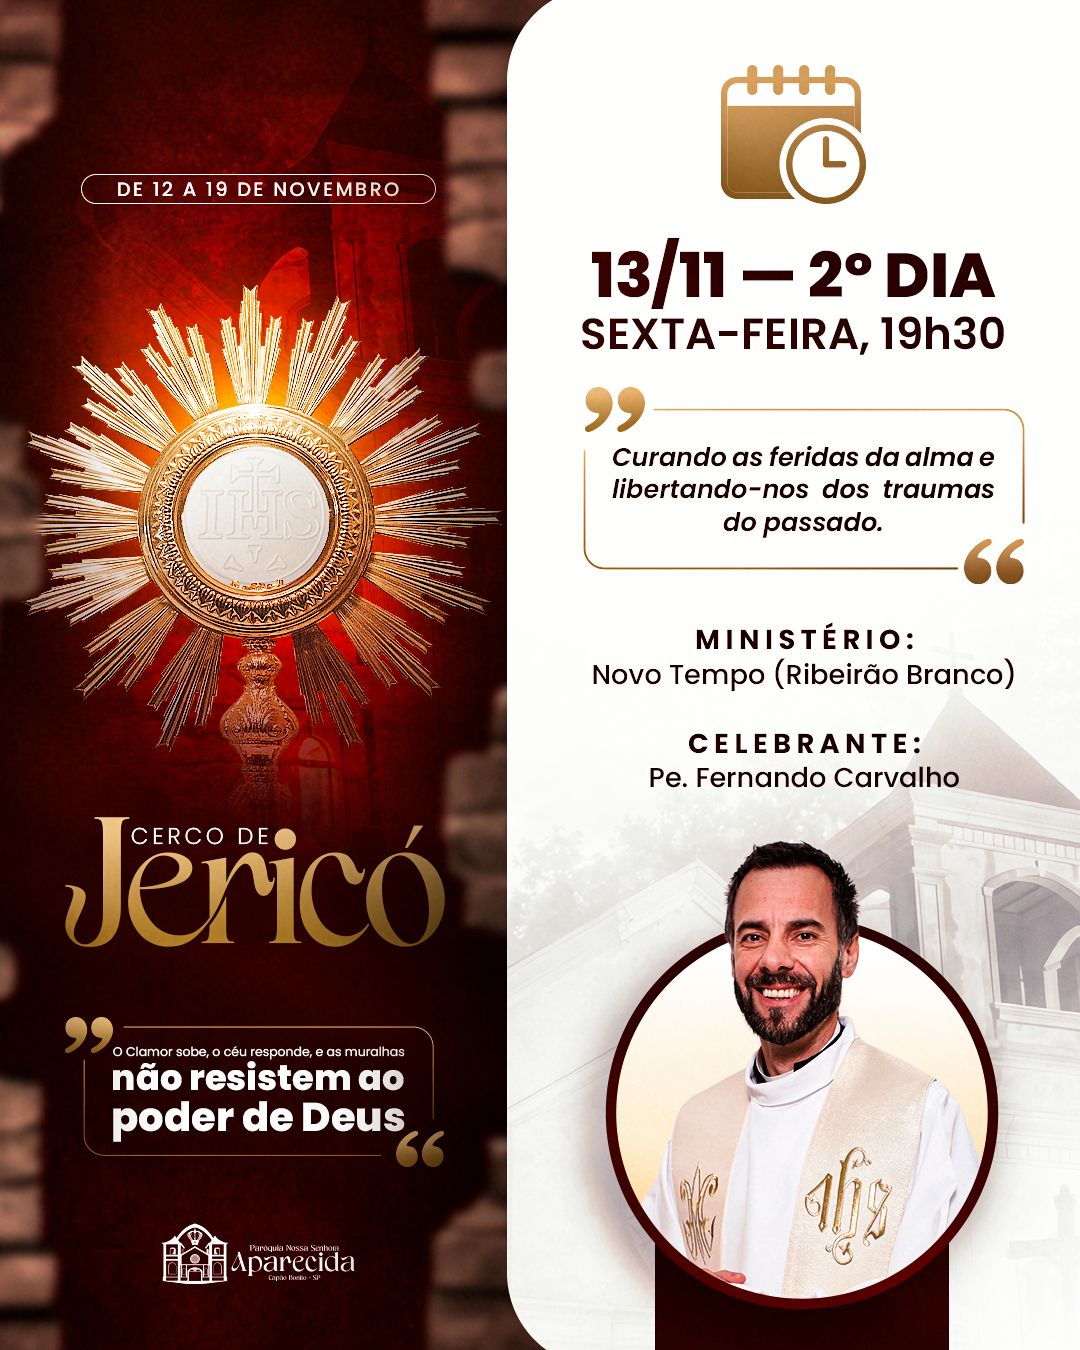 DE 12 A 19 DE NOVEMBRO
IHS
CERCO DE
Jericó
O Clamor sobe, o céu responde, e as muralhas
não resistem ao
poder de Deus
Paróquia Nossa Senhora
Aparecida
Capão Bonito - SP
13/11 — 2º DIA
SEXTA-FEIRA, 19h30
Curando as feridas da alma e
libertando-nos dos traumas
do passado.
MINISTÉRIO:
Novo Tempo (Ribeirão Branco)
CELEBRANTE:
Pe. Fernando Carvalho
JHS